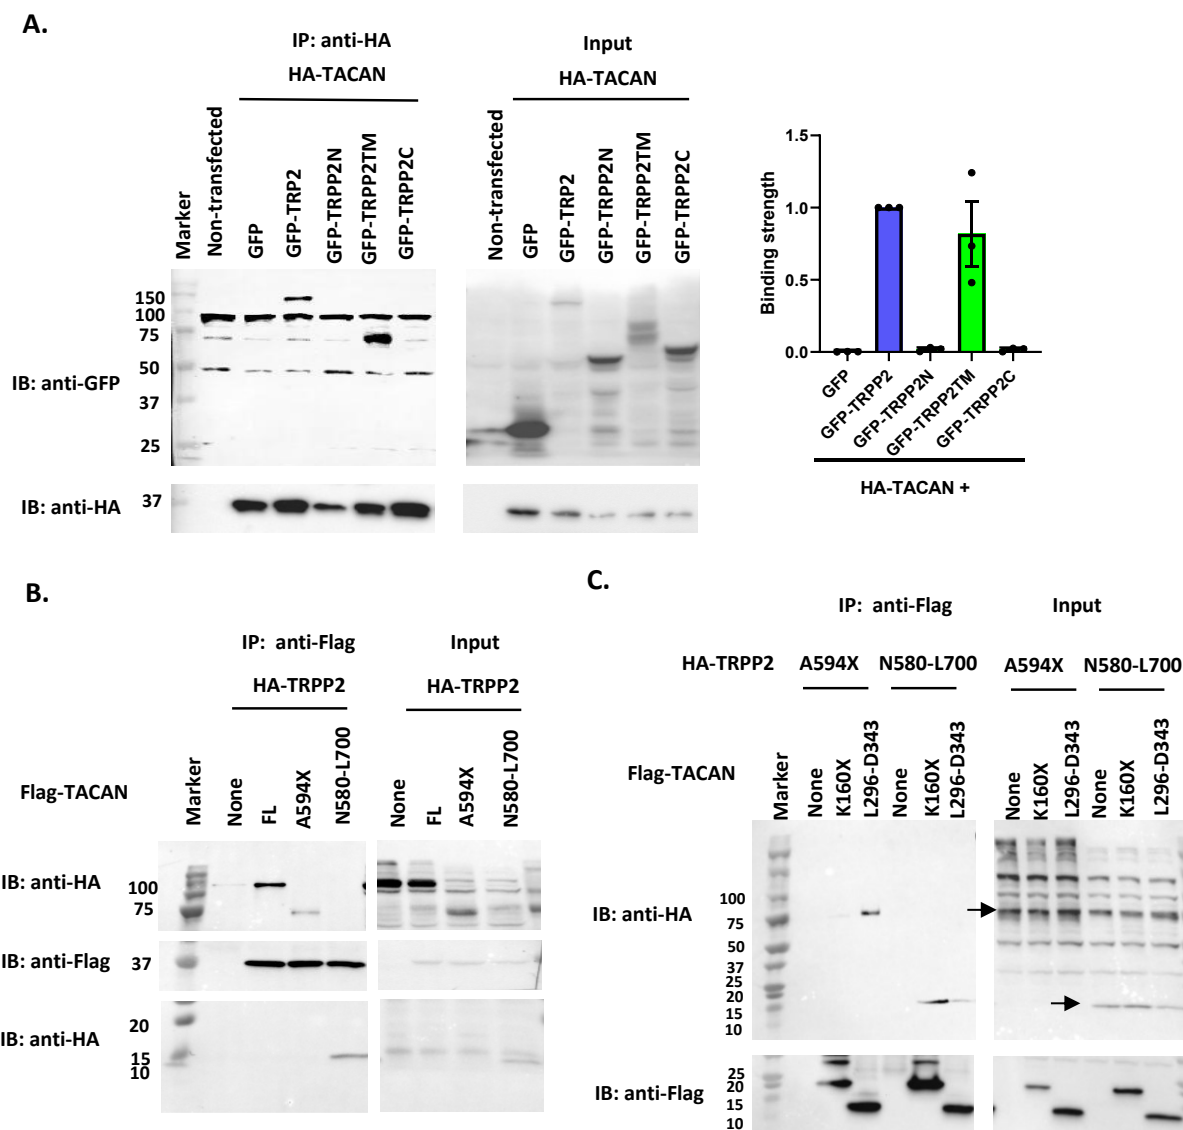 A.
IP: anti-HA
HA-TACAN
Input
HA-TACAN
Marker
Non-transfected
GFP
GFP-TRP2
GFP-TRPP2N
GFP-TRPP2TM
GFP-TRPP2C
Non-transfected
GFP
GFP-TRP2
GFP-TRPP2N
GFP-TRPP2TM
GFP-TRPP2C
150
100
75
50
37
25
IB: anti-GFP
IB: anti-HA
37
Binding strength
1.5
1.0
0.5
0.0
GFP
GFP-TRPP2
GFP-TRPP2N
GFP-TRPP2TM
GFP-TRPP2C
HA-TACAN +
B.
IP: anti-Flag
HA-TRPP2
Input
HA-TRPP2
Flag-TACAN
Marker
None
FL
A594X
N580-L700
None
FL
A594X
N580-L700
IB: anti-HA
100
75
IB: anti-Flag
37
IB: anti-HA
20
15
10
C.
IP: anti-Flag
Input
HA-TRPP2
A594X
N580-L700
A594X
N580-L700
Flag-TACAN
Marker
None
K160X
L296-D343
None
K160X
L296-D343
None
K160X
L296-D343
None
K160X
L296-D343
IB: anti-HA
100
75
50
37
25
20
15
10
IB: anti-Flag
25
20
15
10